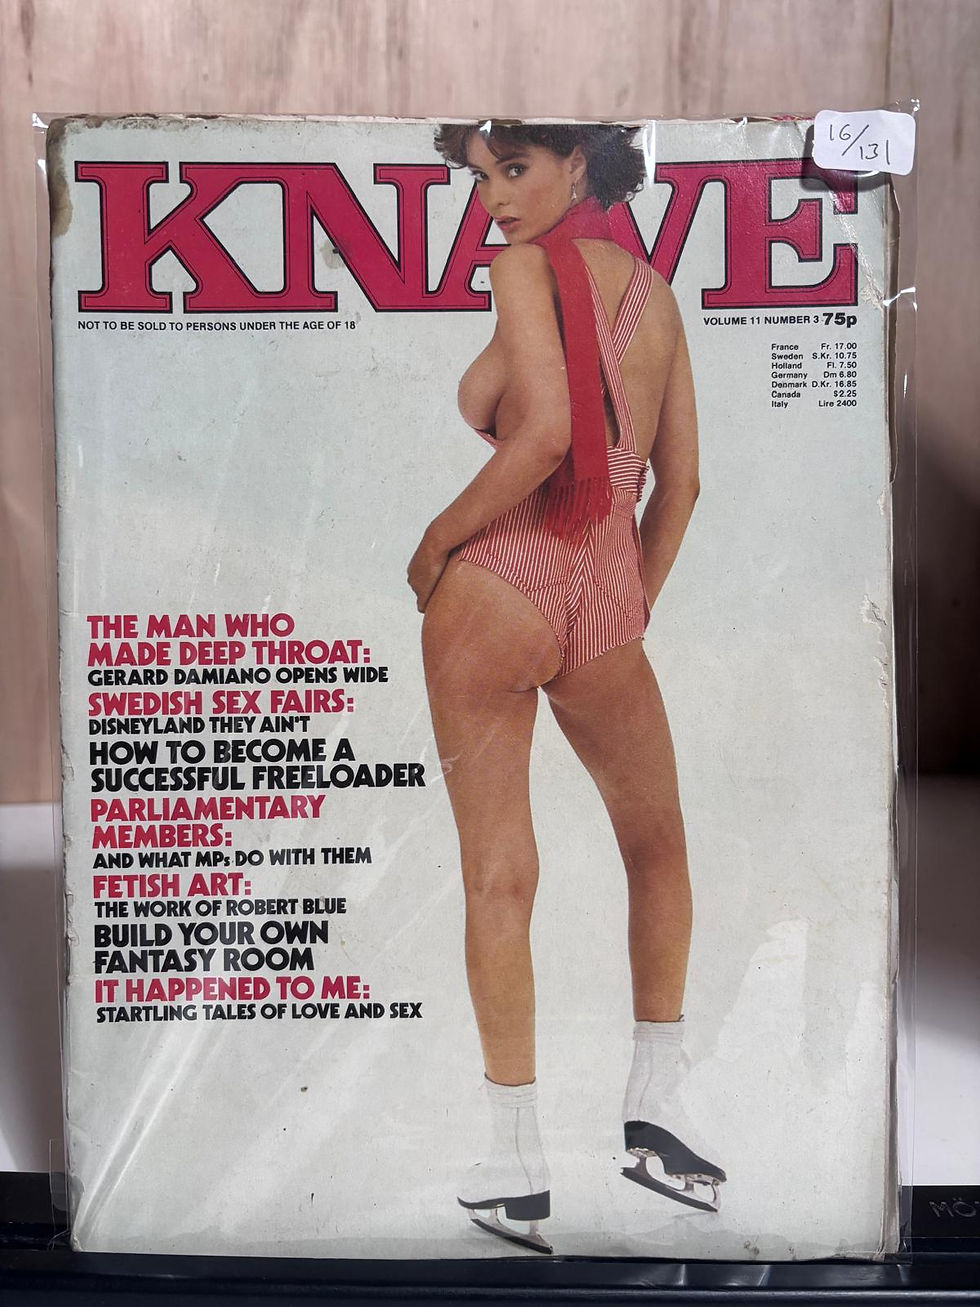 16/131
KNAVE
NOT TO BE SOLD TO PERSONS UNDER THE AGE OF 18
VOLUME 11 NUMBER 3 75p
France Fr. 17.00
Sweden S.Kr. 10.75
Holland Fl. 7.50
Germany Dm 6.80
Denmark D.Kr. 16.85
Canada $2.25
Italy Lire 2400
THE MAN WHO
MADE DEEP THROAT:
GERARD DAMIANO OPENS WIDE
SWEDISH SEX FAIRS:
DISNEYLAND THEY AIN'T
HOW TO BECOME A
SUCCESSFUL FREELOADER
PARLIAMENTARY
MEMBERS:
AND WHAT MPs DO WITH THEM
FETISH ART:
THE WORK OF ROBERT BLUE
BUILD YOUR OWN
FANTASY ROOM
IT HAPPENED TO ME:
STARTLING TALES OF LOVE AND SEX